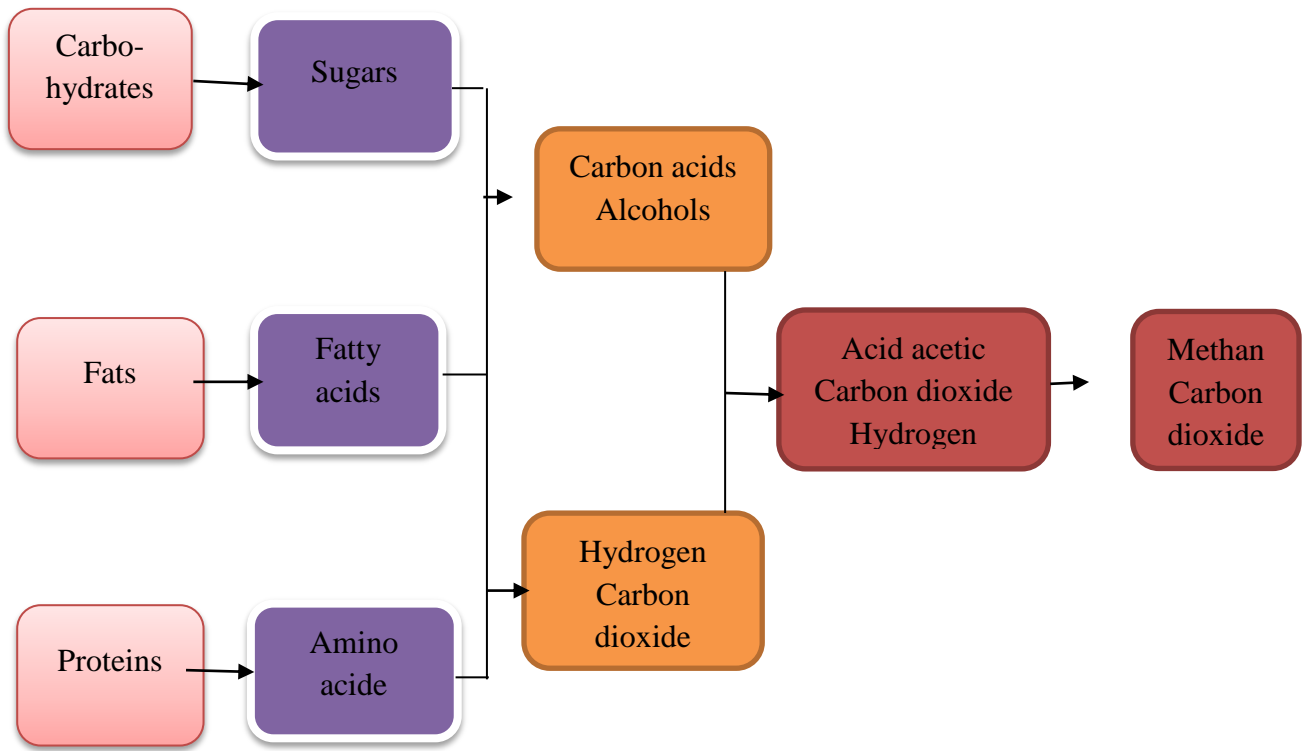 Carbo-
hydrates
Sugars
Carbon acids
Alcohols
Fats
Fatty
acids
Acid acetic
Carbon dioxide
Hydrogen
Methan
Carbon
dioxide
Hydrogen
Carbon
dioxide
Proteins
Amino
acide